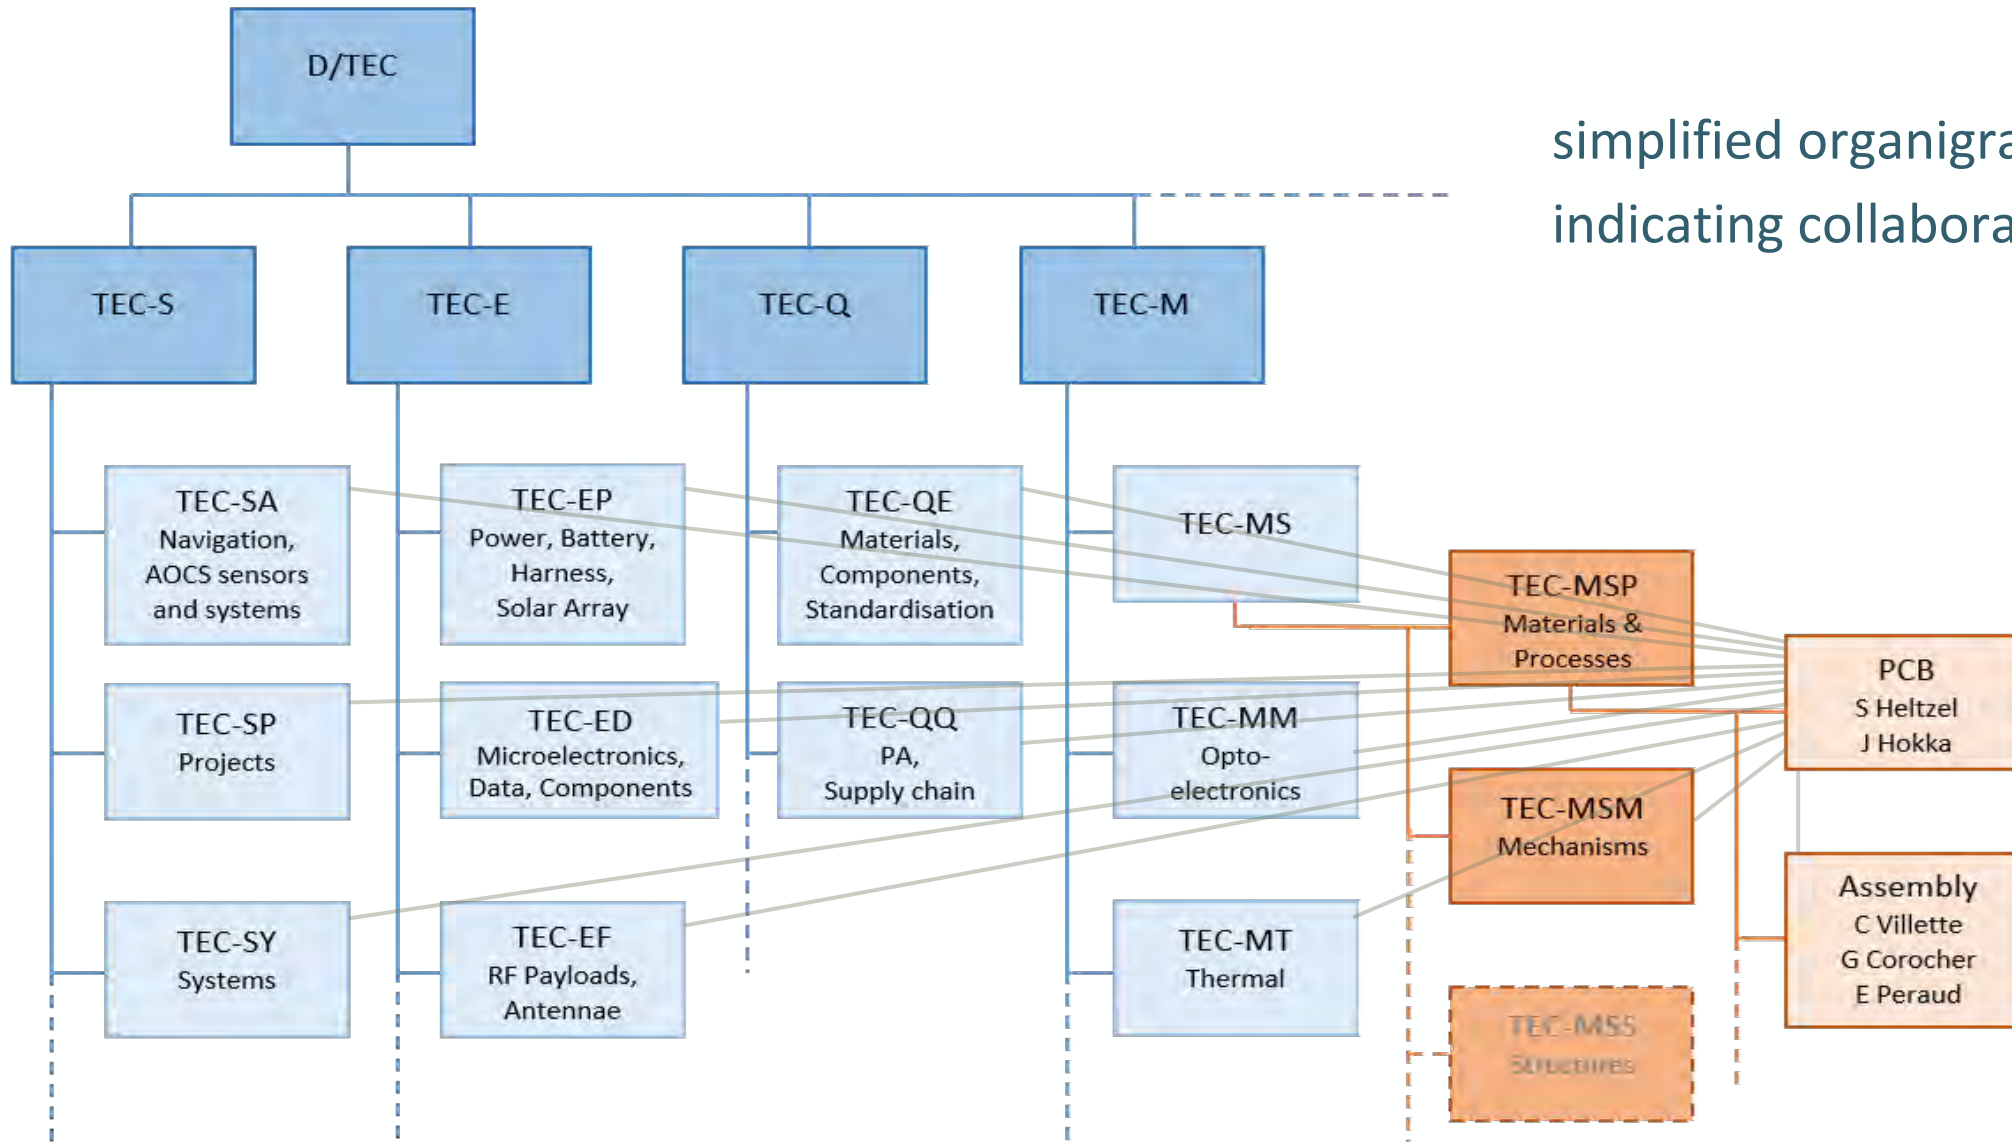 D/TEC
simplified organigra
indicating collabora
TEC-S
TEC-E
TEC-Q
TEC-M
TEC-SA
Navigation,
AOCS sensors
and systems
TEC-EP
Power, Battery,
Harness,
Solar Array
TEC-QE
Materials,
Components,
Standardisation
TEC-MS
TEC-MSP
Materials &
Processes
PCB
S Heltzel
J Hokka
TEC-SP
Projects
TEC-ED
Microelectronics,
Data, Components
TEC-QQ
PA,
Supply chain
TEC-MM
Opto-
electronics
TEC-MSM
Mechanisms
Assembly
C Villette
G Corocher
E Peraud
TEC-SY
Systems
TEC-EF
RF Payloads,
Antennae
TEC-MT
Thermal
TEC-MSS
Structures